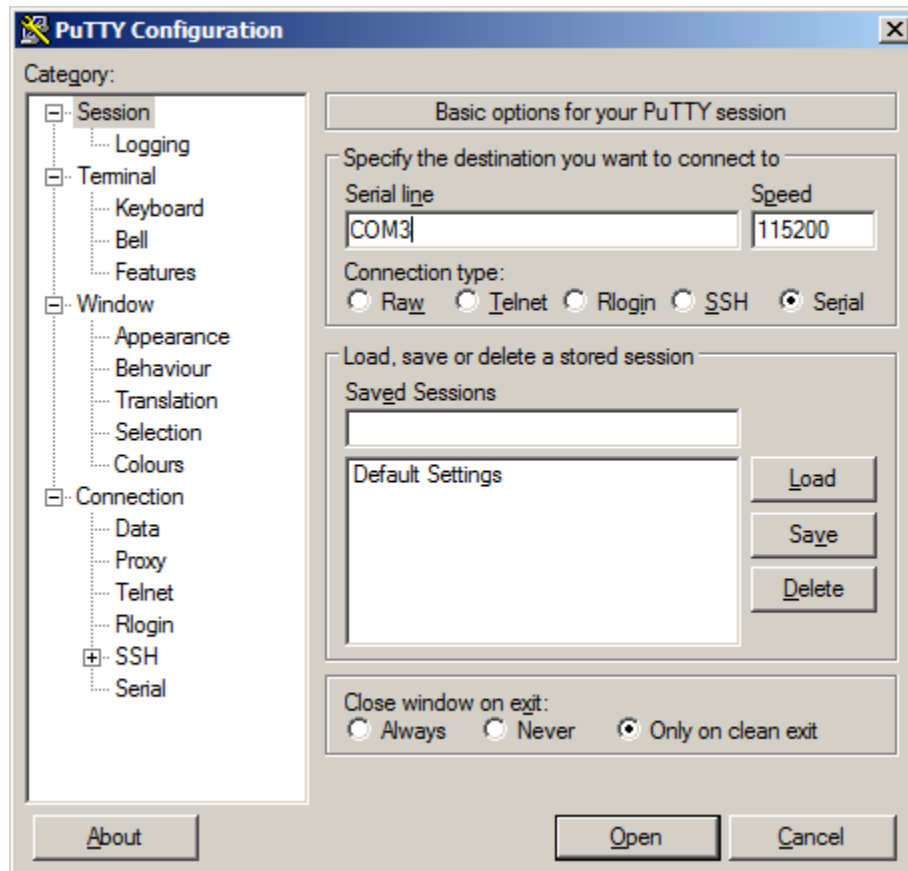 PuTTY Configuration
Category:
Session
Logging
Terminal
Keyboard
Bell
Features
Window
Appearance
Behaviour
Translation
Selection
Colours
Connection
Data
Proxy
Telnet
Rlogin
SSH
Serial
Basic options for your PuTTY session
Specify the destination you want to connect to
Serial line Speed
COM3 115200
Connection type:
Raw Telnet Rlogin SSH Serial
Load, save or delete a stored session
Saved Sessions
Default Settings
Load
Save
Delete
Close window on exit:
Always Never Only on clean exit
About Open Cancel